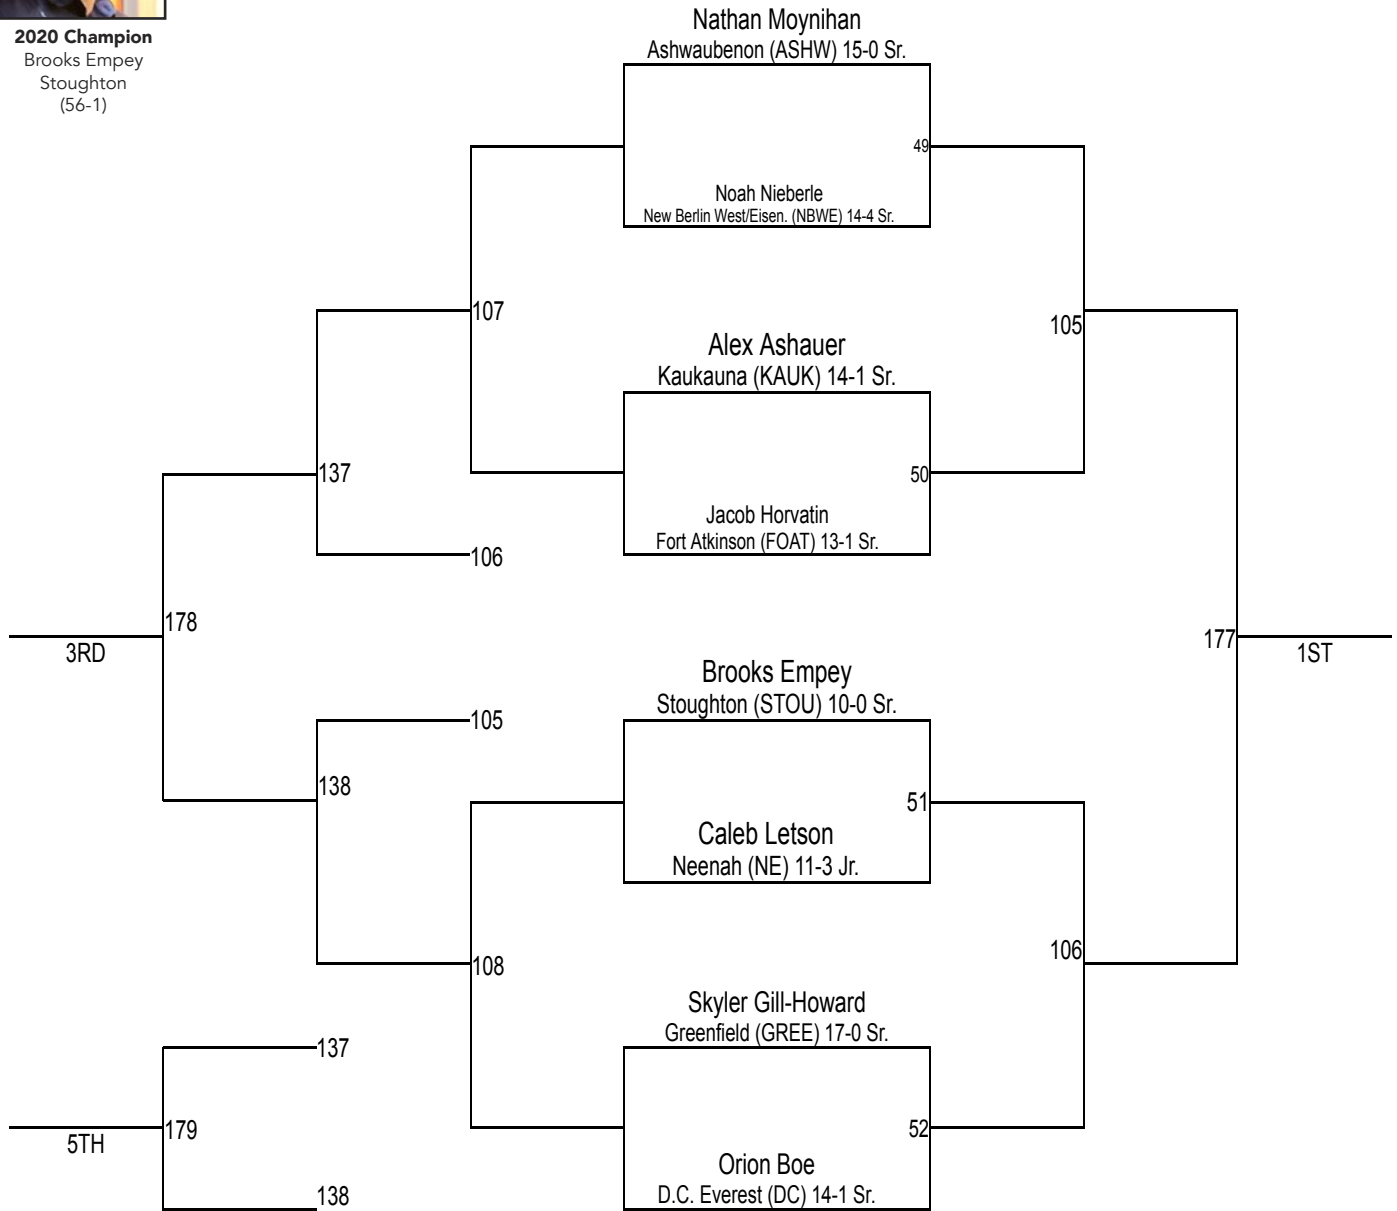 2020 Champion
Brooks Empey
Stoughton
(56-1)
Nathan Moynihan
Ashwaubenon (ASHW) 15-0 Sr.
49
Noah Nieberle
New Berlin West/Eisen. (NBWE) 14-4 Sr.
107
105
Alex Ashauer
Kaukauna (KAUK) 14-1 Sr.
137
50
Jacob Horvatin
Fort Atkinson (FOAT) 13-1 Sr.
106
178
3RD
177
1ST
Brooks Empey
Stoughton (STOU) 10-0 Sr.
105
138
51
Caleb Letson
Neenah (NE) 11-3 Jr.
108
106
Skyler Gill-Howard
Greenfield (GREE) 17-0 Sr.
137
179
5TH
52
Orion Boe
D.C. Everest (DC) 14-1 Sr.
138